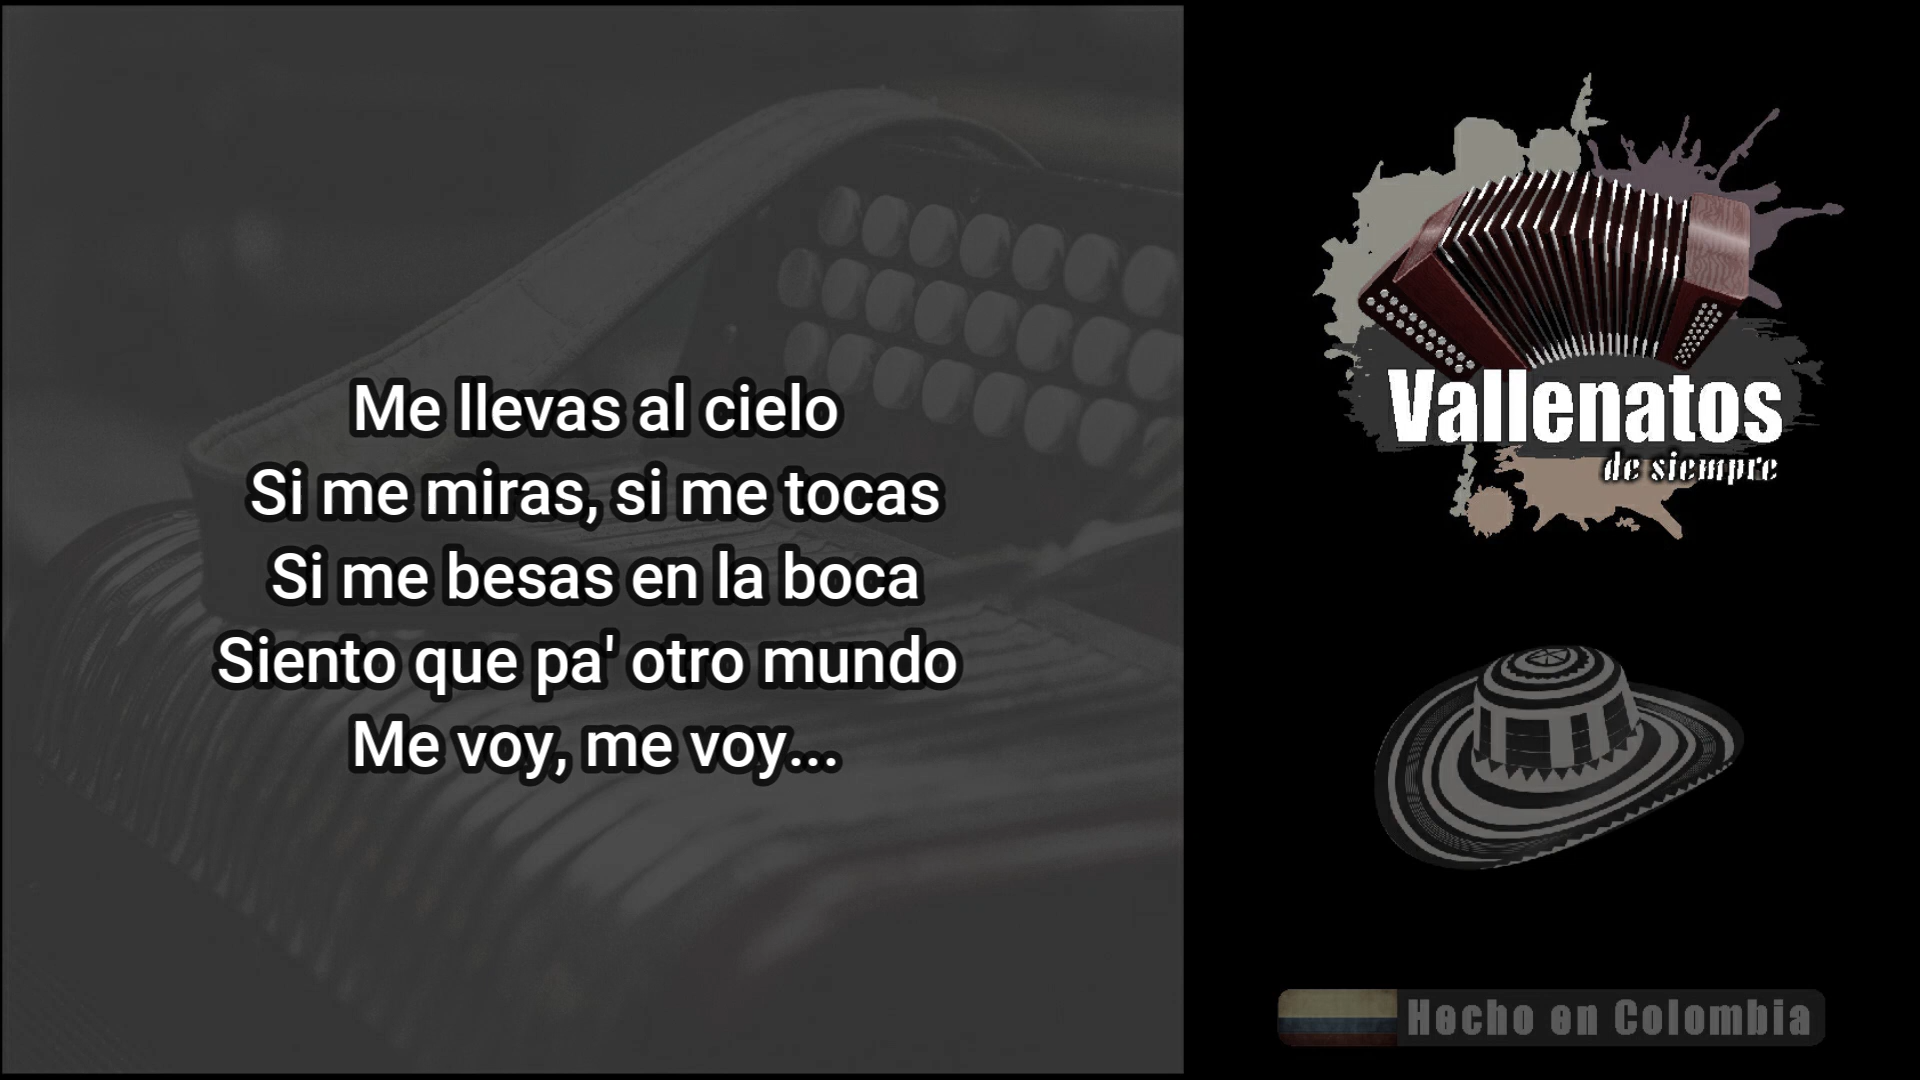 Me llevas al cielo
Si me miras, si me tocas
Si me besas en la boca
Siento que pa' otro mundo
Me voy, me voy...
Vallenatos
de siempre
Hecho en Colombia